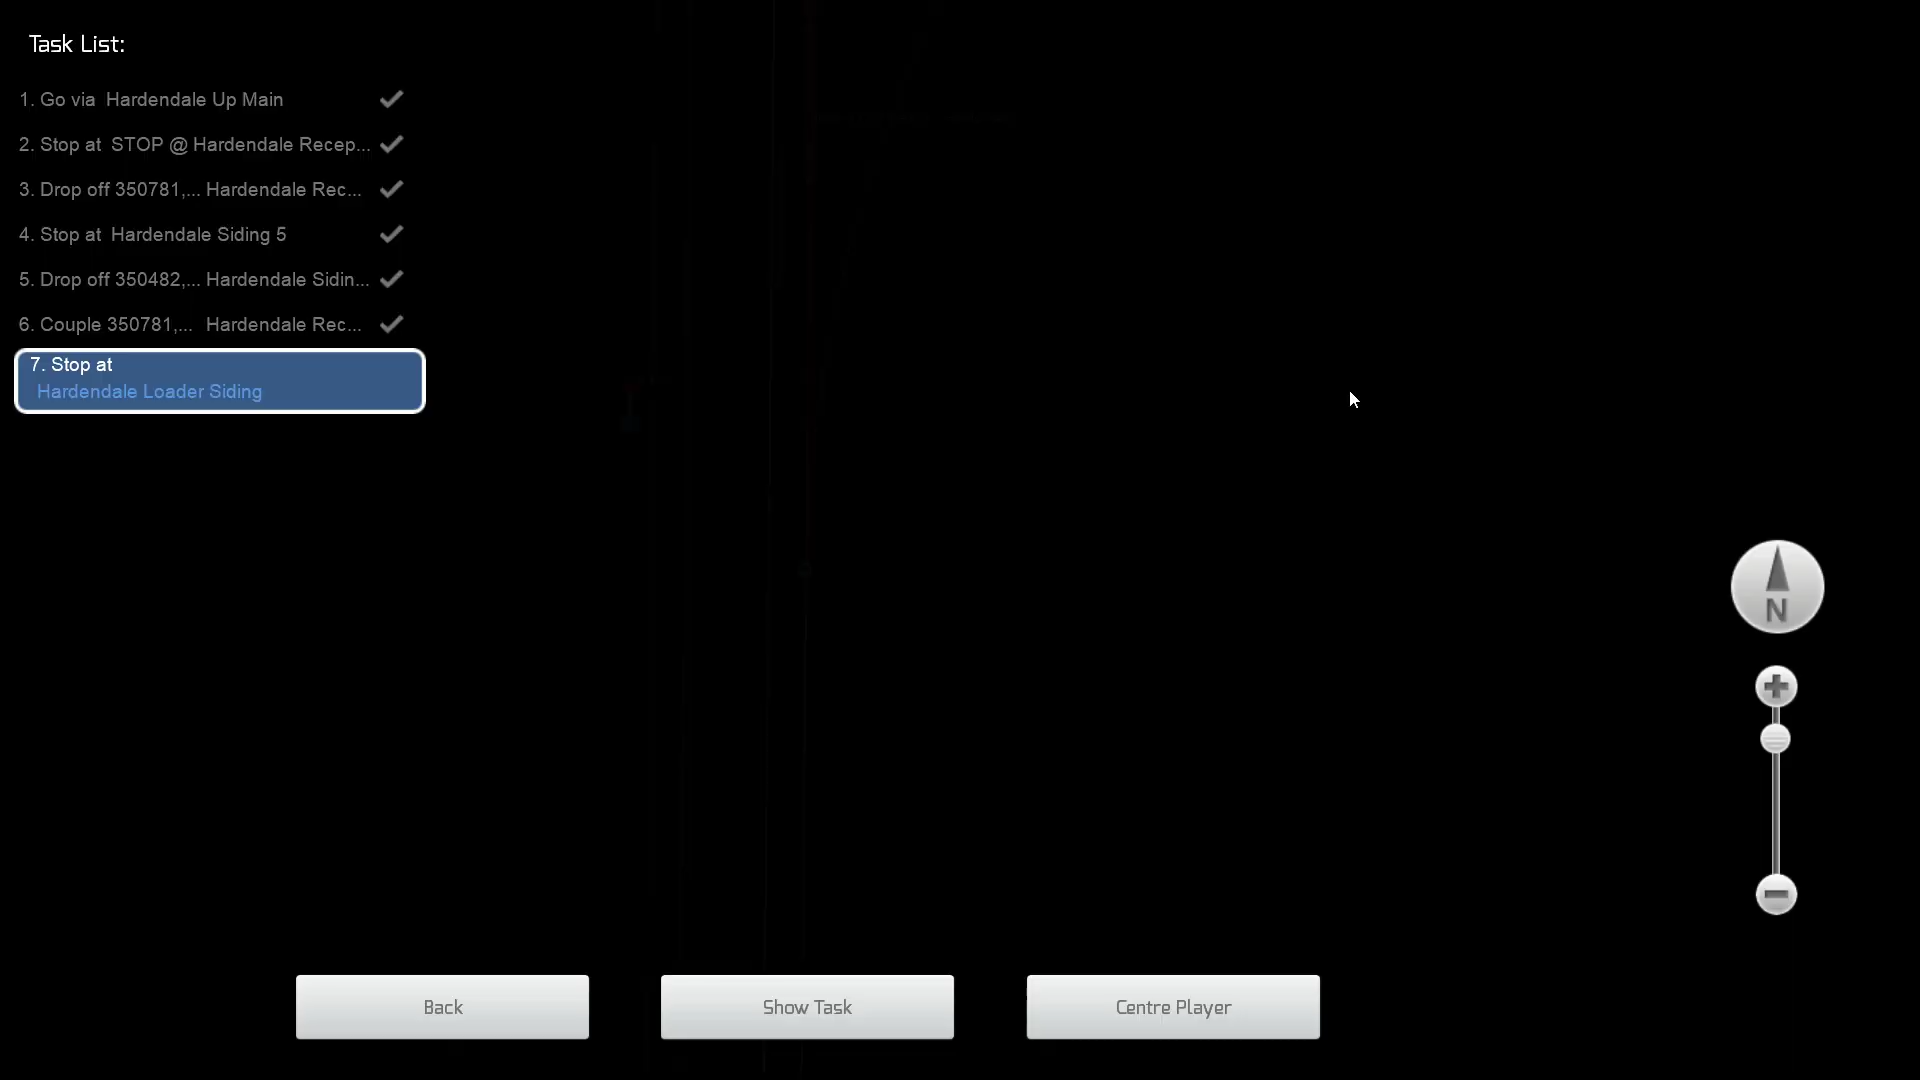 Task List:
1. Go via Hardendale Up Main
2. Stop at STOP @ Hardendale Recep...
3. Drop off 350781,... Hardendale Rec...
4. Stop at Hardendale Siding 5
5. Drop off 350482,... Hardendale Sidin...
6. Couple 350781,... Hardendale Rec...
7. Stop at
Hardendale Loader Siding
N
Back
Show Task
Centre Player